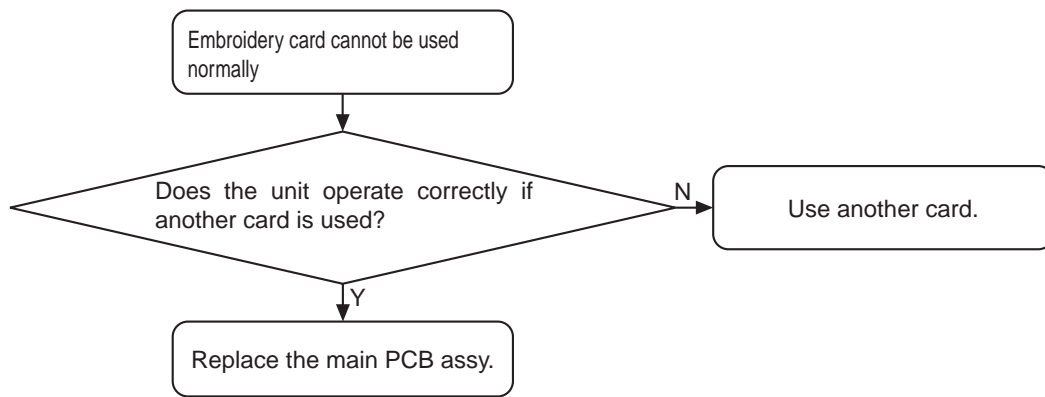 Embroidery card cannot be used
normally
Does the unit operate correctly if
another card is used?
N
Use another card.
Y
Replace the main PCB assy.